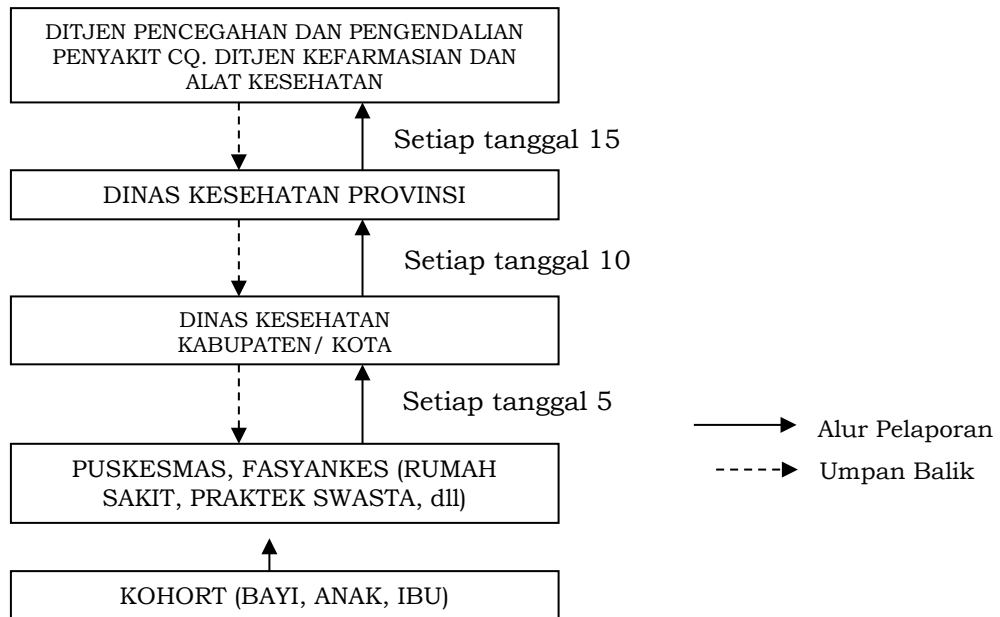 DITJEN PENCEGAHAN DAN PENGENDALIAN
PENYAKIT CQ. DITJEN KEFARMASIAN DAN
ALAT KESEHATAN
Setiap tanggal 15
DINAS KESEHATAN PROVINSI
Setiap tanggal 10
DINAS KESEHATAN
KABUPATEN/ KOTA
Setiap tanggal 5
PUSKESMAS, FASYANKES (RUMAH
SAKIT, PRAKTEK SWASTA, dll)
KOHORT (BAYI, ANAK, IBU)
Alur Pelaporan
Umpan Balik